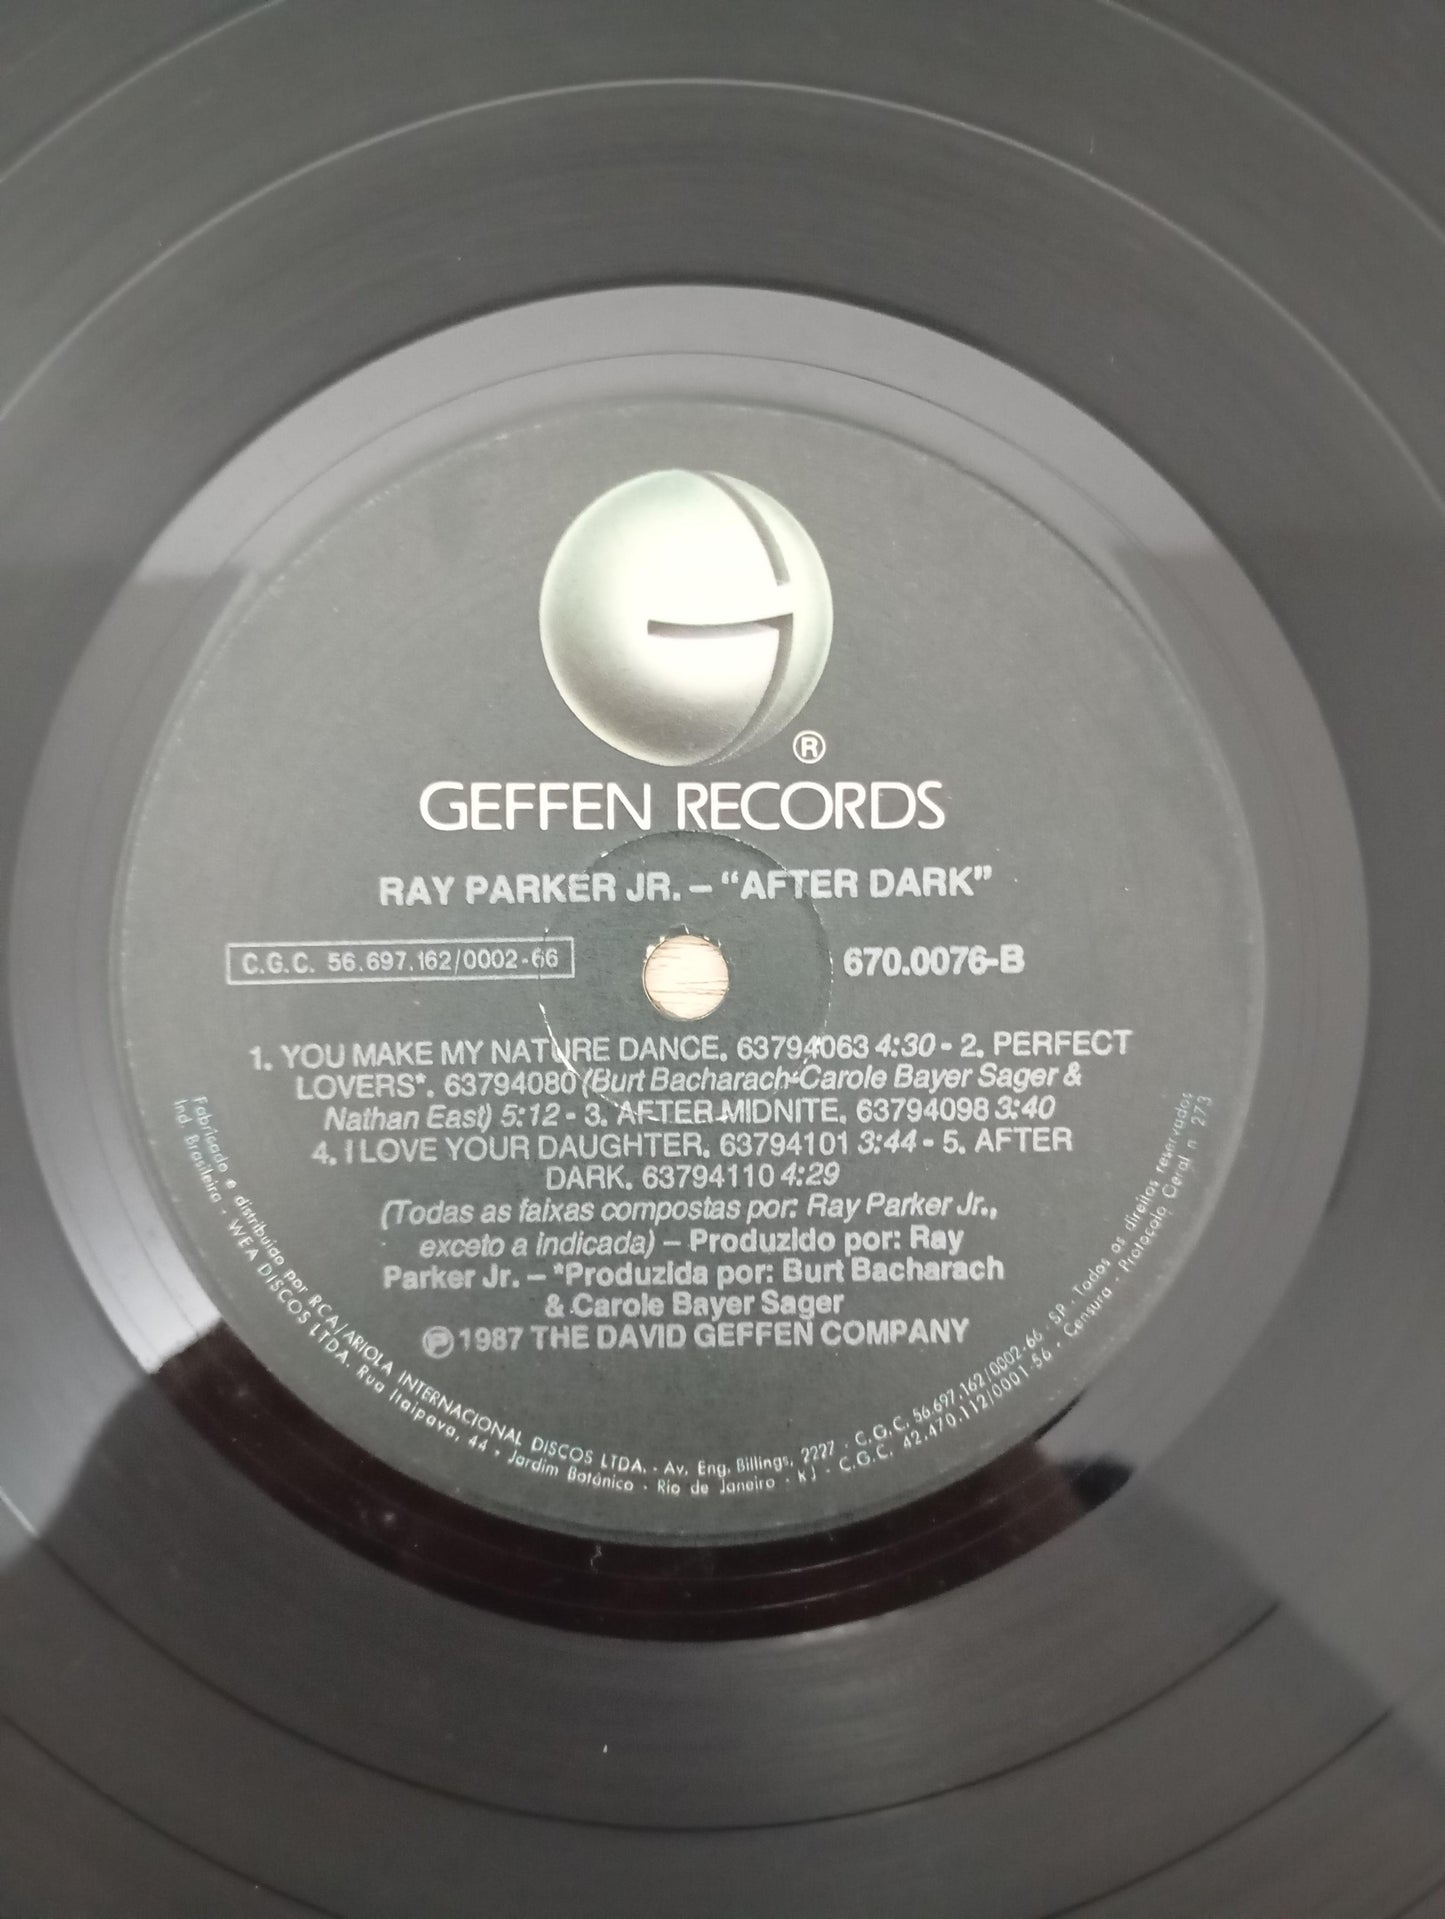 ®
GEFFEN RECORDS
RAY PARKER JR. – “AFTER DARK”
C.G.C. 56.697.162/0002-66
670.0076-B
1. YOU MAKE MY NATURE DANCE. 63794063 4:30 - 2. PERFECT
LOVERS*. 63794080 (Burt Bacharach-Carole Bayer Sager &
Nathan East) 5:12 - 3. AFTER MIDNITE. 63794098 3:40
4. I LOVE YOUR DAUGHTER. 63794101 3:44 - 5. AFTER
DARK. 63794110 4:29
(Todas as faixas compostas por: Ray Parker Jr.,
exceto a indicada) – Produzido por: Ray
Parker Jr. – *Produzida por: Burt Bacharach
& Carole Bayer Sager
℗ 1987 THE DAVID GEFFEN COMPANY
Fabricado e distribuido por RCA/ARIOLA INTERNACIONAL DISCOS LTDA. - Av. Eng. Billings, 2227 - C.G.C. 56.697.162/0002-66 - SP - Todos os direitos reservados
Ind. Brasileira - WEA DISCOS LTDA. Rua Itaipava, 44 - Jardim Botânico - Rio de Janeiro - RJ - C.G.C. 42.470.112/0001-56 - Censura - Protocolo Geral n 273